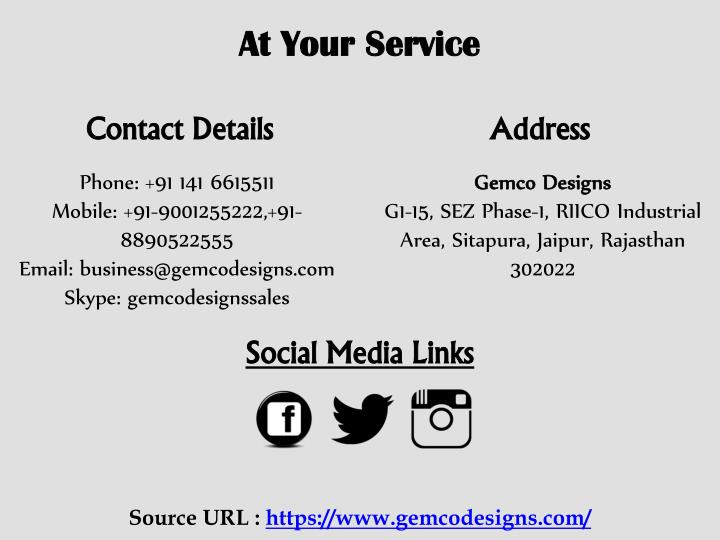 At Your Service
Contact Details
Phone: +91 141 6615511
Mobile: +91-9001255222,+91-
8890522555
Email: business@gemcodesigns.com
Skype: gemcodesignssales
Address
Gemco Designs
G1-15, SEZ Phase-1, RIICO Industrial
Area, Sitapura, Jaipur, Rajasthan
302022
Social Media Links
f
Source URL : https://www.gemcodesigns.com/